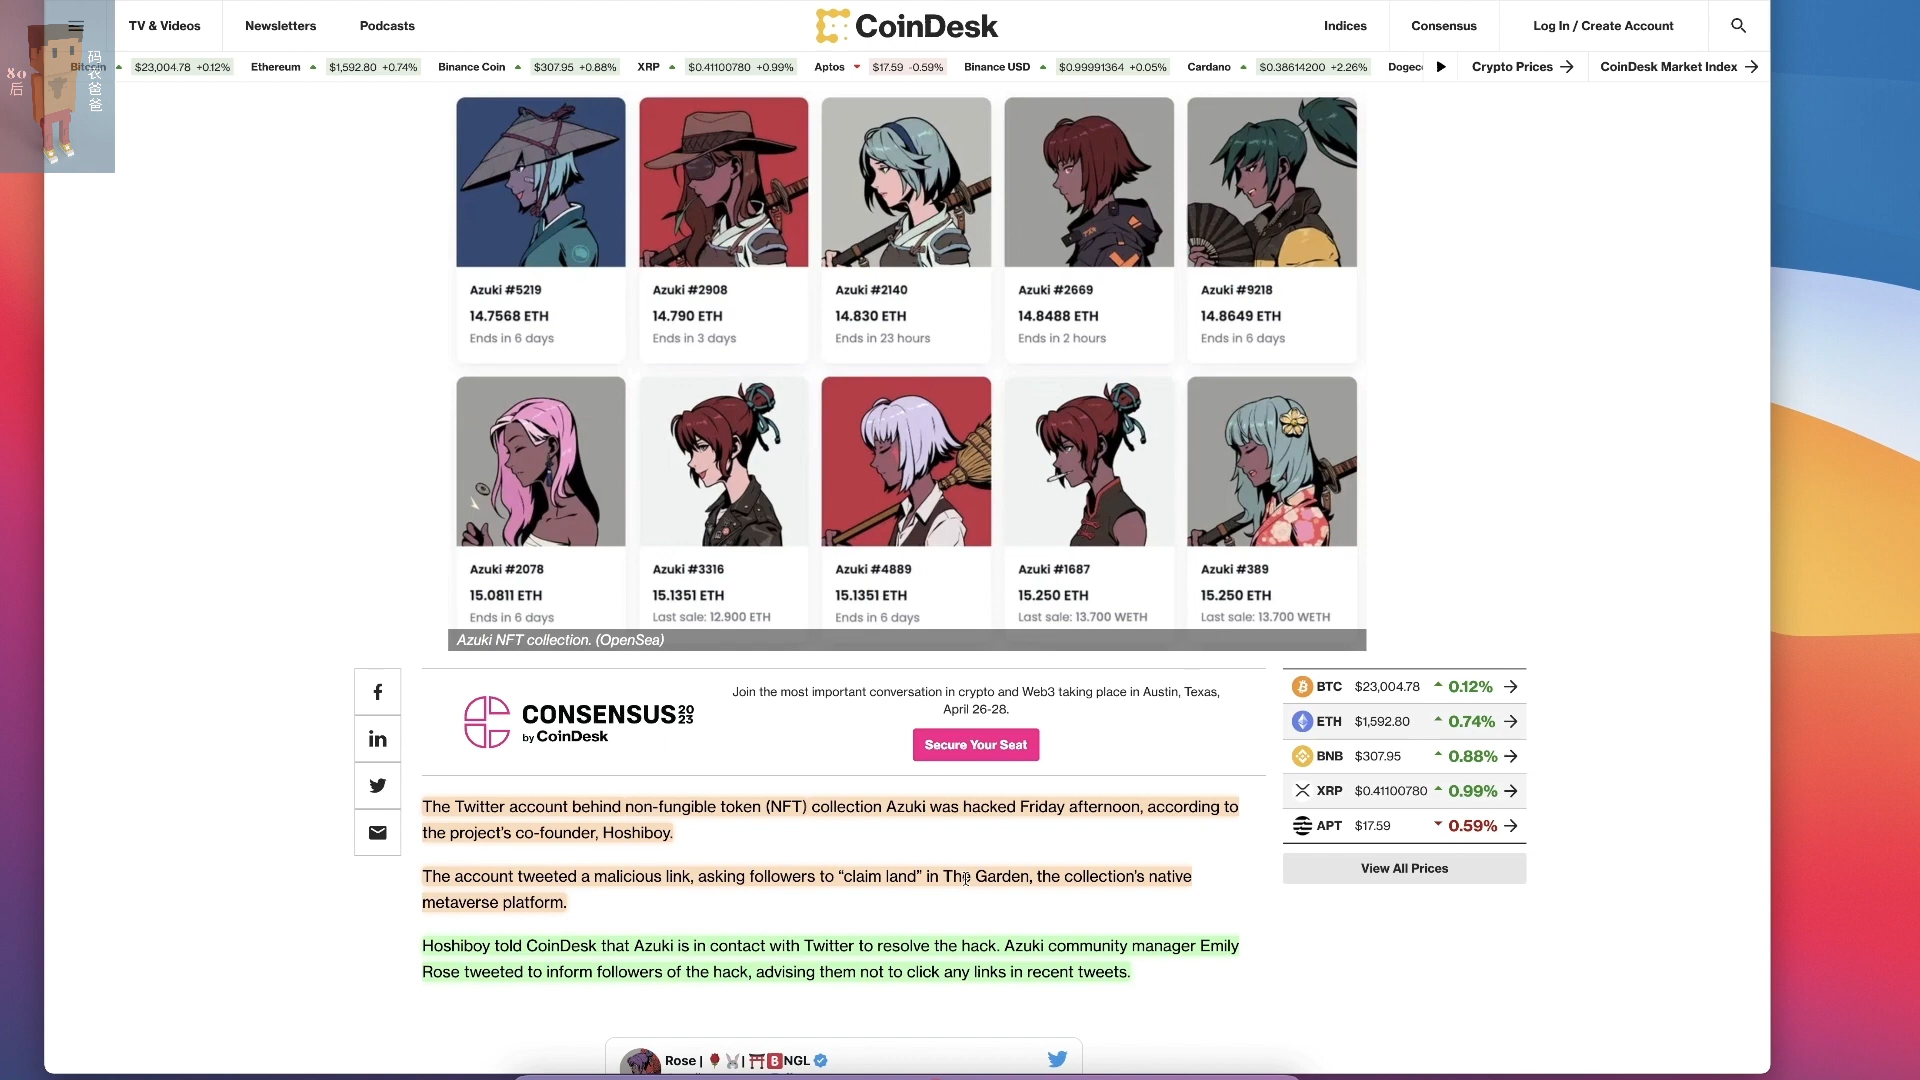 TV & Videos
Newsletters
Podcasts
CoinDesk
Indices
Consensus
Log In / Create Account
80后
码农爸爸
Bitcoin $23,004.78 +0.12% Ethereum $1,592.80 +0.74% Binance Coin $307.95 +0.88% XRP $0.41100780 +0.99% Aptos $17.59 -0.59% Binance USD $0.99991364 +0.05% Cardano $0.38614200 +2.26% Dogec
Crypto Prices
CoinDesk Market Index
Azuki #5219
14.7568 ETH
Ends in 6 days
Azuki #2908
14.790 ETH
Ends in 3 days
Azuki #2140
14.830 ETH
Ends in 23 hours
Azuki #2669
14.8488 ETH
Ends in 2 hours
Azuki #9218
14.8649 ETH
Ends in 6 days
Azuki #2078
15.0811 ETH
Ends in 6 days
Azuki #3316
15.1351 ETH
Last sale: 12.900 ETH
Azuki #4889
15.1351 ETH
Ends in 6 days
Azuki #1687
15.250 ETH
Last sale: 13.700 WETH
Azuki #389
15.250 ETH
Last sale: 13.700 WETH
Azuki NFT collection. (OpenSea)
CONSENSUS 2023
by CoinDesk
Join the most important conversation in crypto and Web3 taking place in Austin, Texas,
April 26-28.
Secure Your Seat
BTC $23,004.78 0.12%
ETH $1,592.80 0.74%
BNB $307.95 0.88%
XRP $0.41100780 0.99%
APT $17.59 0.59%
View All Prices
The Twitter account behind non-fungible token (NFT) collection Azuki was hacked Friday afternoon, according to
the project's co-founder, Hoshiboy.
The account tweeted a malicious link, asking followers to “claim land” in The Garden, the collection's native
metaverse platform.
Hoshiboy told CoinDesk that Azuki is in contact with Twitter to resolve the hack. Azuki community manager Emily
Rose tweeted to inform followers of the hack, advising them not to click any links in recent tweets.
Rose | 🌹🐰| ⛩️🅱️NGL